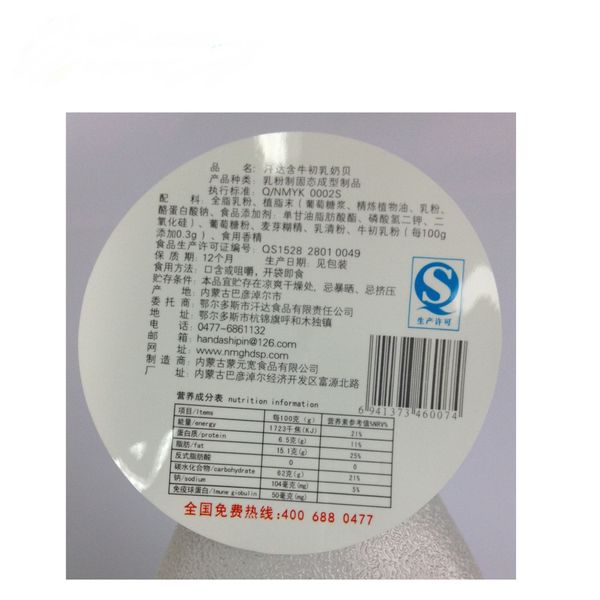 品 名: 汗达含牛初乳奶贝
产品种类: 乳粉制固态成型制品
执行标准: Q/NMYK 0002S
配 料: 全脂乳粉、植脂末(葡萄糖浆、精炼植物油、乳粉、
酪蛋白酸钠、食品添加剂: 单甘油脂肪酸酯、磷酸氢二钾、二
氧化硅)、葡萄糖粉、麦芽糊精、乳清粉、牛初乳粉(每100g
添加0.3g)、食用香精
食品生产许可证编号: QS1528 2801 0049
保 质 期: 12个月 生产日期: 见包装
食用方法: 口含或咀嚼,开袋即食
贮存条件: 本品宜贮存在凉爽干燥处,忌暴晒、忌挤压
产 地: 内蒙古巴彦淖尔市
委 托 商: 鄂尔多斯市汗达食品有限责任公司
地 址: 鄂尔多斯市杭锦旗呼和木独镇
电 话: 0477-6861132
邮 箱: handashipin@126.com
网 址: www.nmghdsp.com
制 造 商: 内蒙古蒙元宽食品有限公司
地 址: 内蒙古巴彦淖尔经济开发区富源北路
QS
生产许可
6 941373 460074
营养成分表 nutrition information
项目/Items 每100克(g) 营养素参考值%NRV%
能量/energy 1723千焦(KJ) 21%
蛋白质/protein 6.5克(g) 11%
脂肪/fat 15.1克(g) 25%
反式脂肪酸 0 0
碳水化合物/carbohydrate 62克(g) 21%
钠/sodium 104毫克(mg) 5%
免疫球蛋白/Imune giobulin 50毫克(mg)
全国免费热线: 400 688 0477